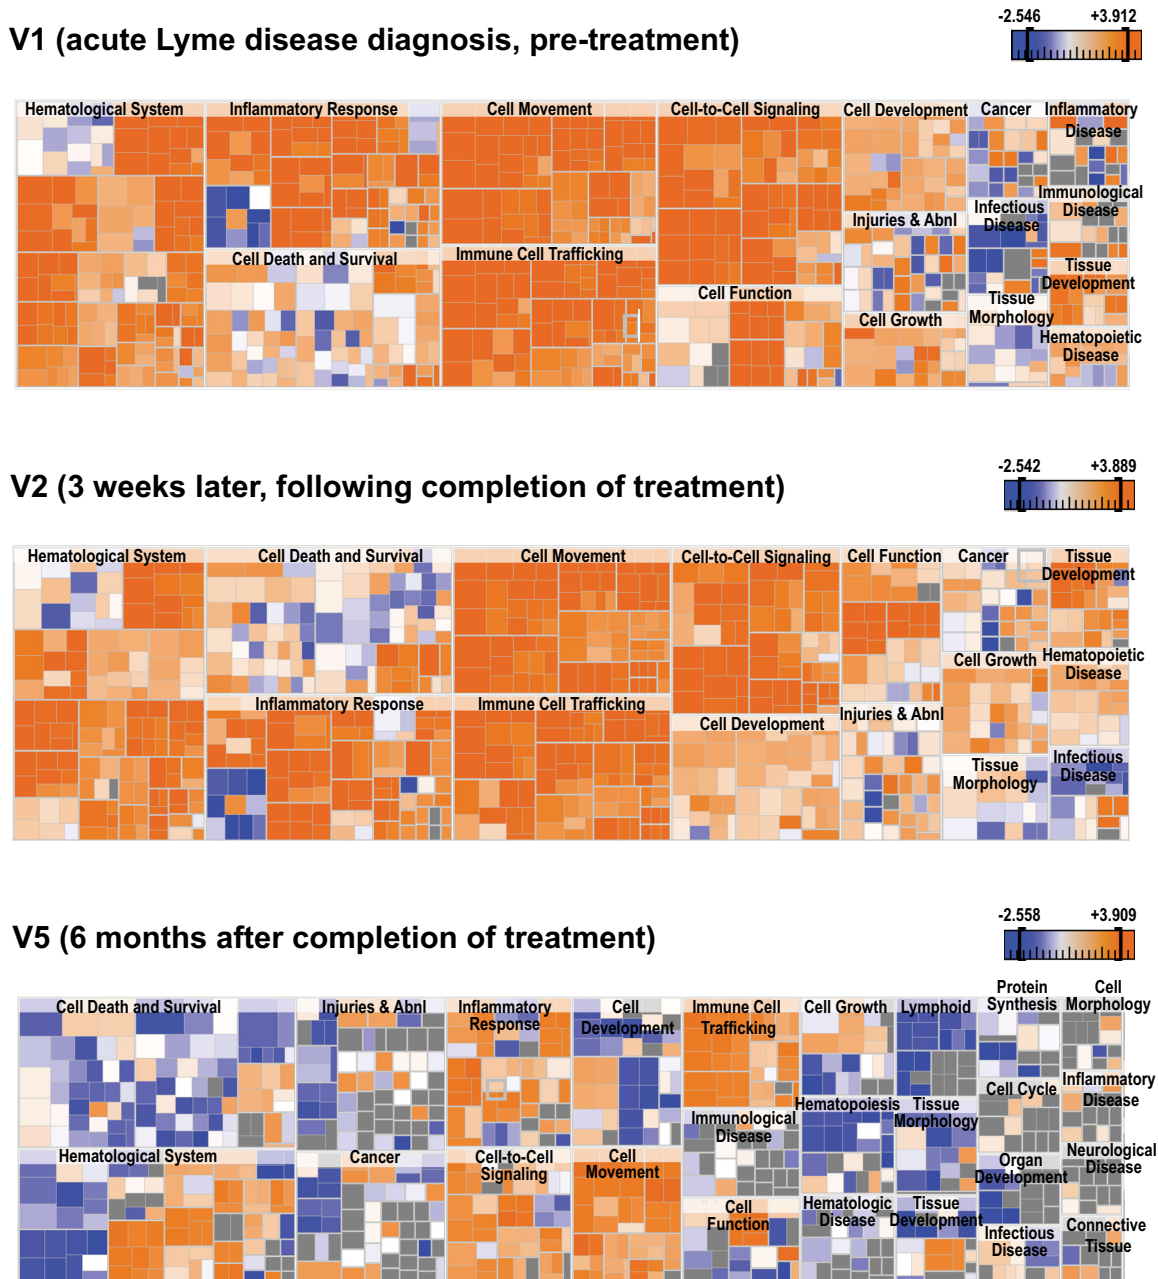 -2.546 +3.912
V1 (acute Lyme disease diagnosis, pre-treatment)
Hematological System
Inflammatory Response
Cell Movement
Cell-to-Cell Signaling
Cell Development
Cancer
Inflammatory
Disease
Immunological
Disease
Infectious
Disease
Injuries & Abnl
Cell Death and Survival
Immune Cell Trafficking
Tissue
Development
Cell Function
Tissue
Morphology
Cell Growth
Hematopoietic
Disease
-2.542 +3.889
V2 (3 weeks later, following completion of treatment)
Hematological System
Cell Death and Survival
Cell Movement
Cell-to-Cell Signaling
Cell Function
Cancer
Tissue
Development
Cell Growth
Hematopoietic
Disease
Inflammatory Response
Immune Cell Trafficking
Cell Development
Injuries & Abnl
Tissue
Morphology
Infectious
Disease
-2.558 +3.909
V5 (6 months after completion of treatment)
Cell Death and Survival
Injuries & Abnl
Inflammatory
Response
Cell
Development
Immune Cell
Trafficking
Cell Growth
Lymphoid
Protein
Synthesis
Cell
Morphology
Cell Cycle
Inflammatory
Disease
Immunological
Disease
Hematopoiesis
Tissue
Morphology
Hematological System
Cancer
Cell-to-Cell
Signaling
Cell
Movement
Organ
Development
Neurological
Disease
Cell
Function
Hematologic
Disease
Tissue
Development
Infectious
Disease
Connective
Tissue